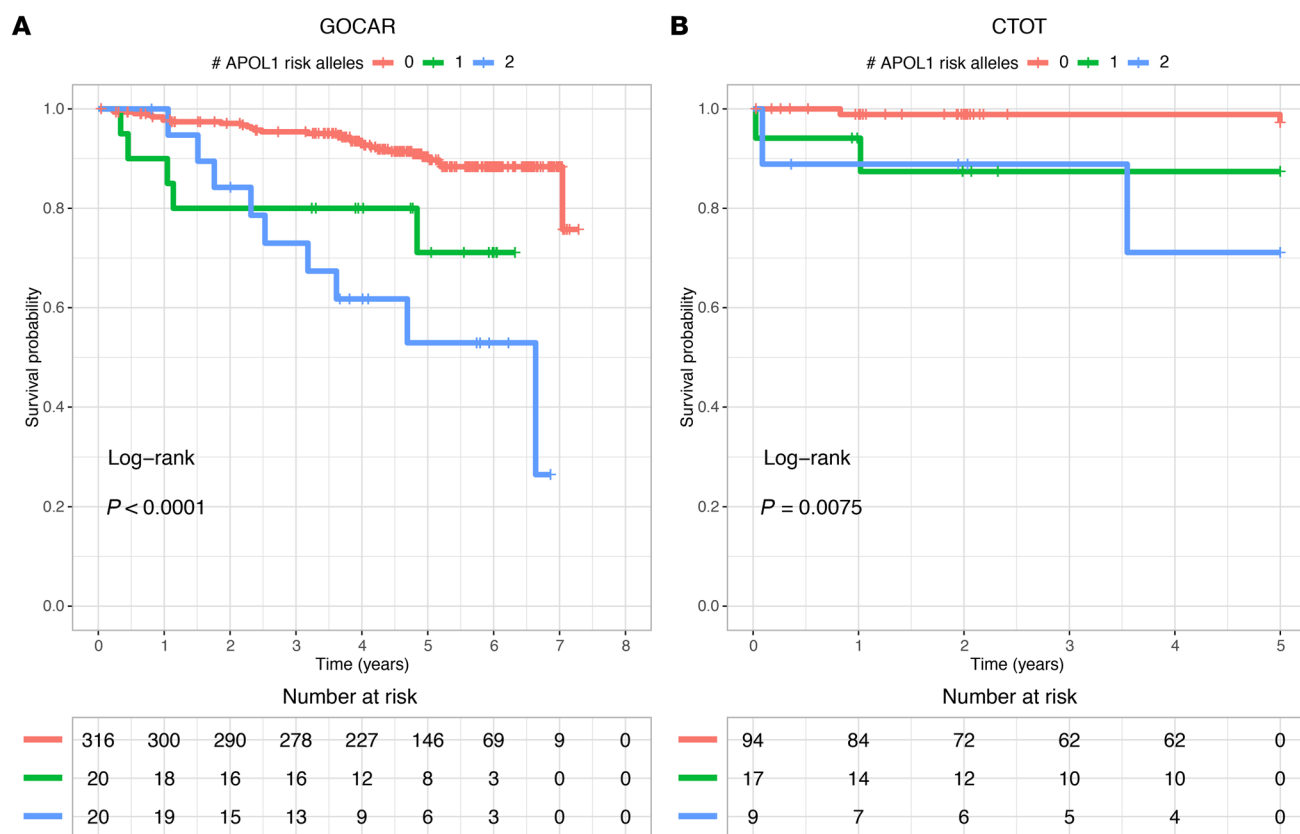 A
GOCAR
# APOL1 risk alleles 0 1 2
1.0
0.8
0.6
0.4
0.2
0.0
Survival probability
Log–rank
P < 0.0001
0 1 2 3 4 5 6 7 8
Time (years)
Number at risk
316 300 290 278 227 146 69 9 0
20 18 16 16 12 8 3 0 0
20 19 15 13 9 6 3 0 0
B
CTOT
# APOL1 risk alleles 0 1 2
1.0
0.8
0.6
0.4
0.2
0.0
Survival probability
Log–rank
P = 0.0075
0 1 2 3 4 5
Time (years)
Number at risk
94 84 72 62 62 0
17 14 12 10 10 0
9 7 6 5 4 0